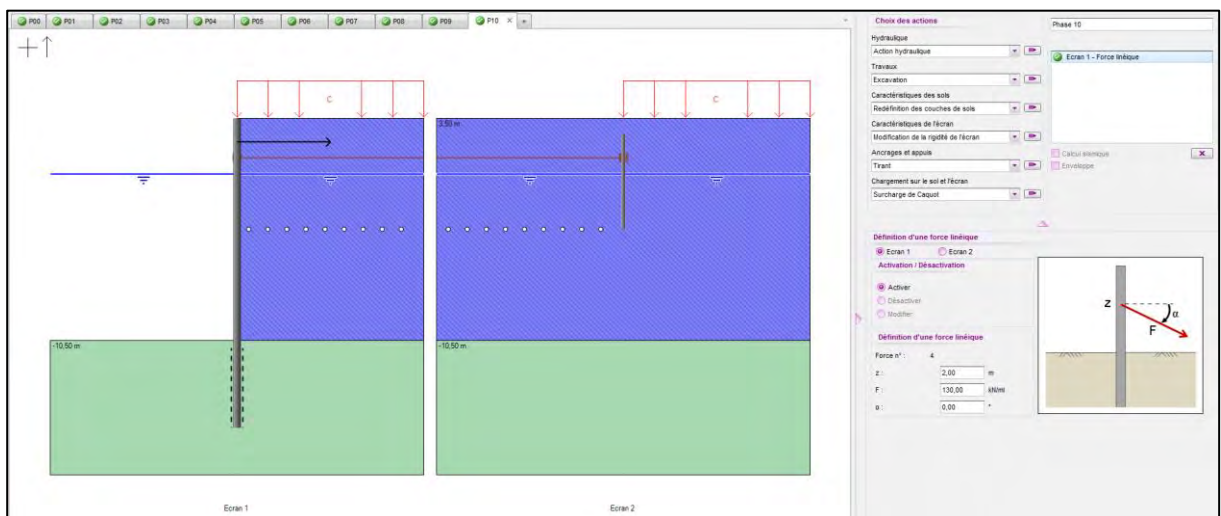 P00 P01 P02 P03 P04 P05 P06 P07 P08 P09 P10
C
C
3,50 m
-10,50 m
-10,50 m
Ecran 1
Ecran 2
Choix des actions
Hydraulique
Action hydraulique
Travaux
Excavation
Caractéristiques des sols
Redéfinition des couches de sols
Caractéristiques de l'écran
Modification de la rigidité de l'écran
Ancrages et appuis
Tirant
Chargement sur le sol et l'écran
Surcharge de Caquot
Phase 10
Ecran 1 - Force linéique
Calcul sismique
Enveloppe
Définition d'une force linéique
Ecran 1 Ecran 2
Activation / Désactivation
Activer
Désactiver
Modifier
Définition d'une force linéique
Force n° : 4
z : 2,00 m
F : 130,00 kN/ml
α : 0,00 °
z
α
F